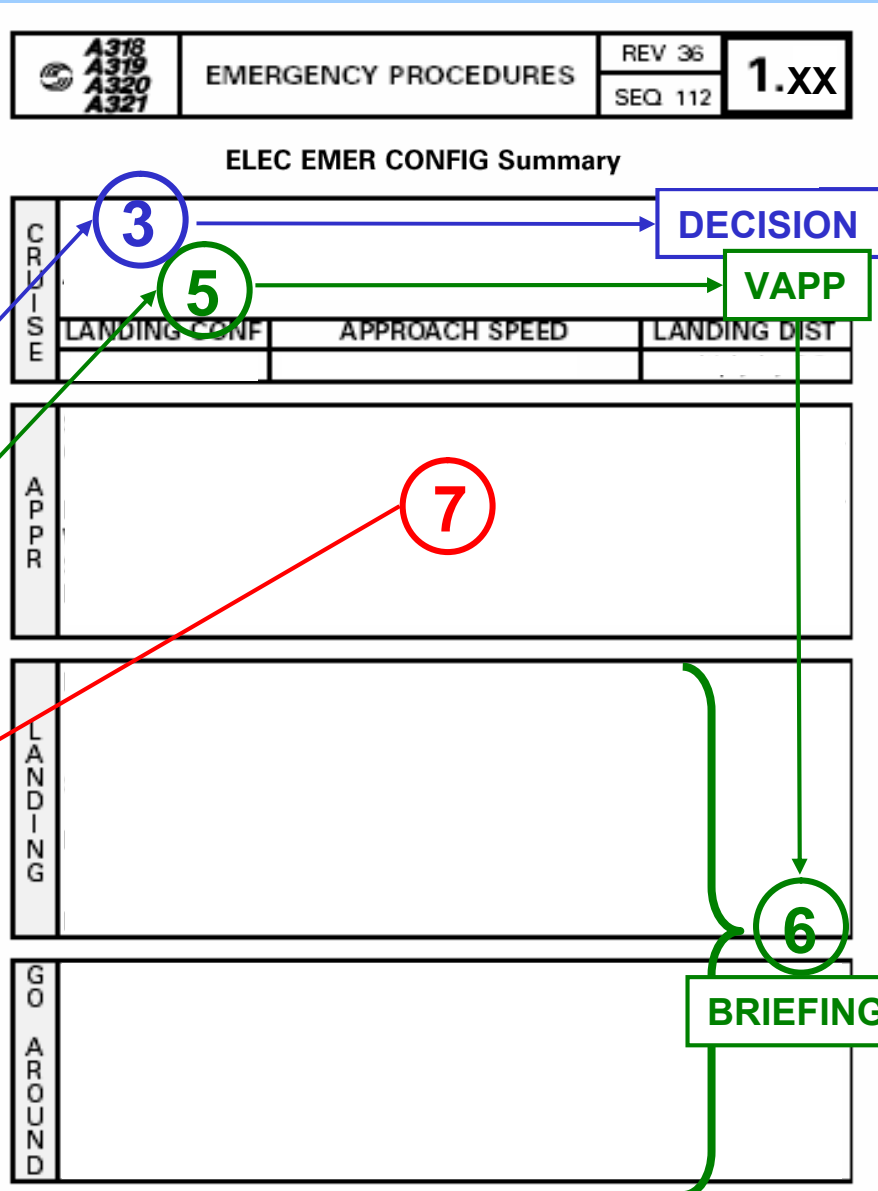 A318
A319
A320
A321
EMERGENCY PROCEDURES
REV 36
SEQ 112
1.XX
ELEC EMER CONFIG Summary
CRUISE
3
DECISION
5
VAPP
LANDING CONF
APPROACH SPEED
LANDING DIST
APPR
7
LANDING
6
BRIEFING
GO AROUND